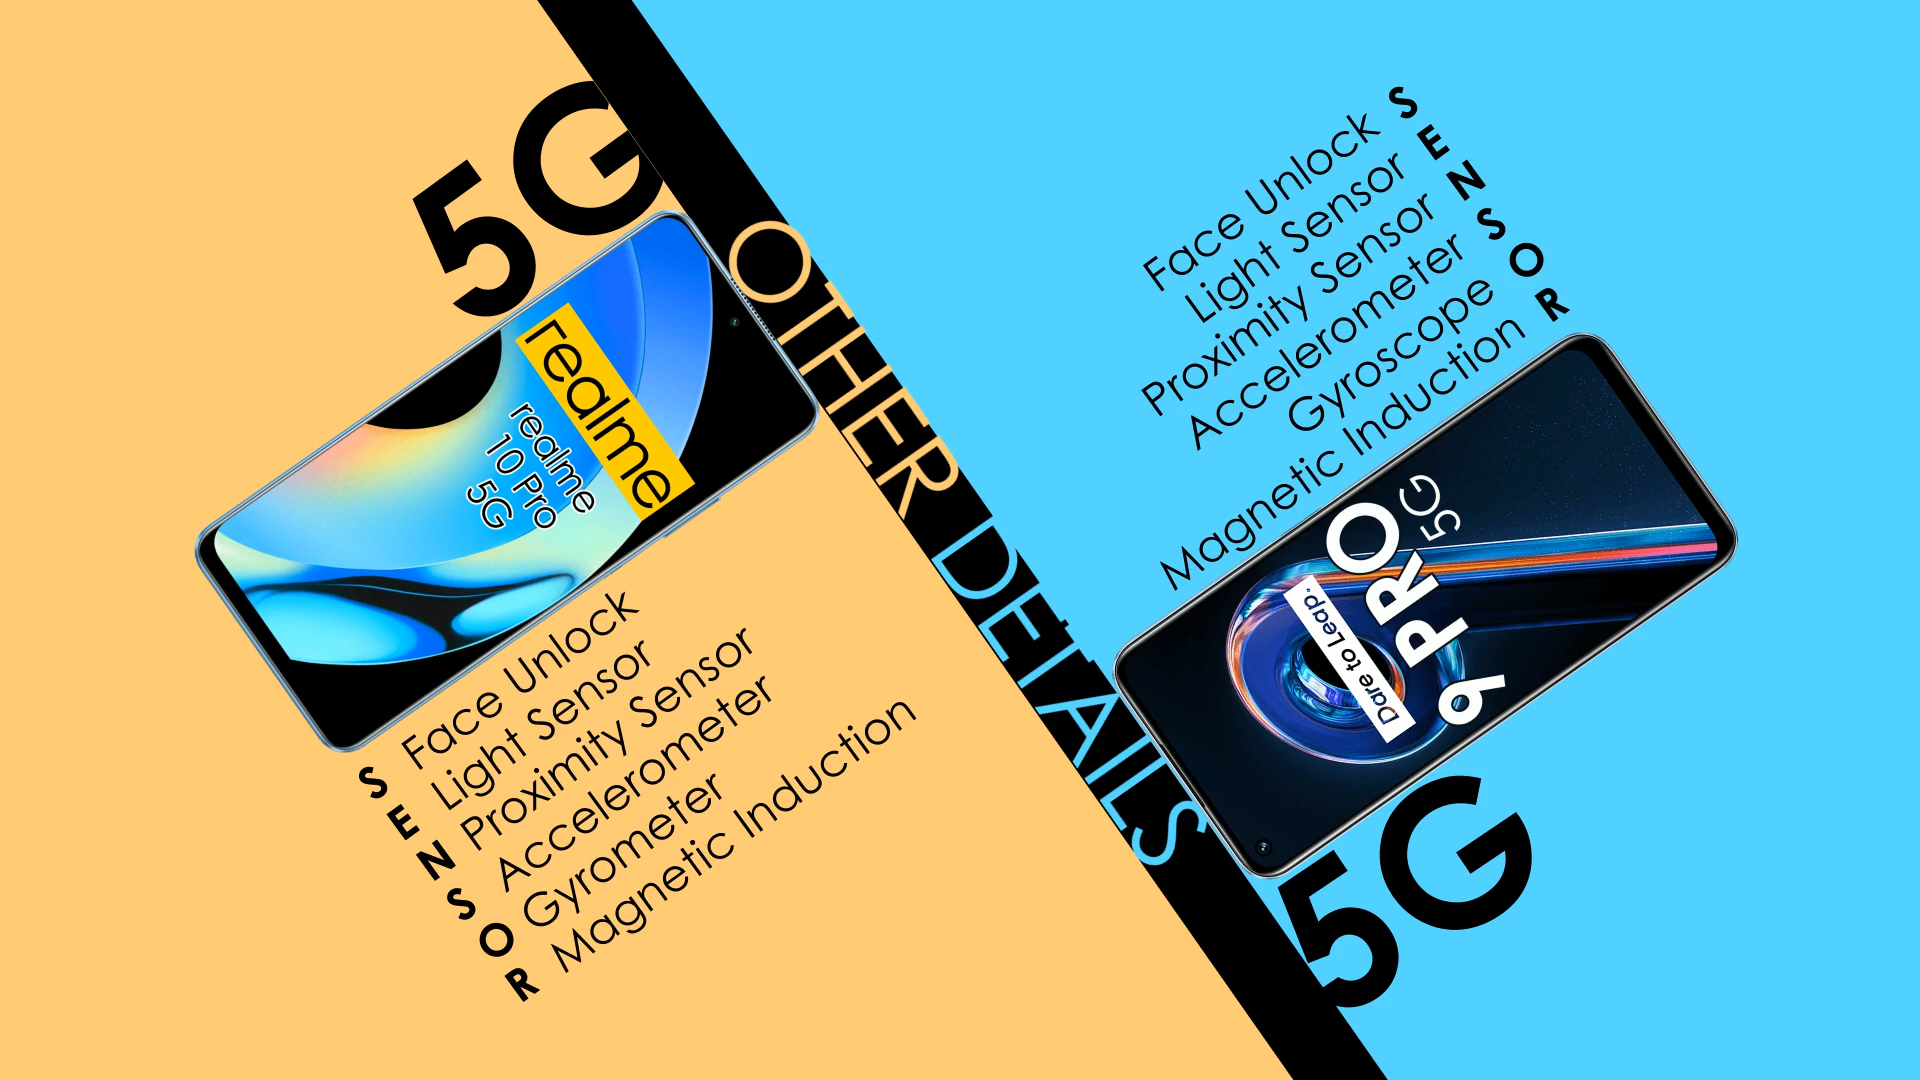 5G
realme
realme
10 Pro
5G
SENSOR
Face Unlock
Light Sensor
Proximity Sensor
Accelerometer
Gyrometer
Magnetic Induction
OTHER DETAILS
SENSOR
Face Unlock
Light Sensor
Proximity Sensor
Accelerometer
Gyroscope
Magnetic Induction
9 PRO
5G
Dare to Leap.
5G